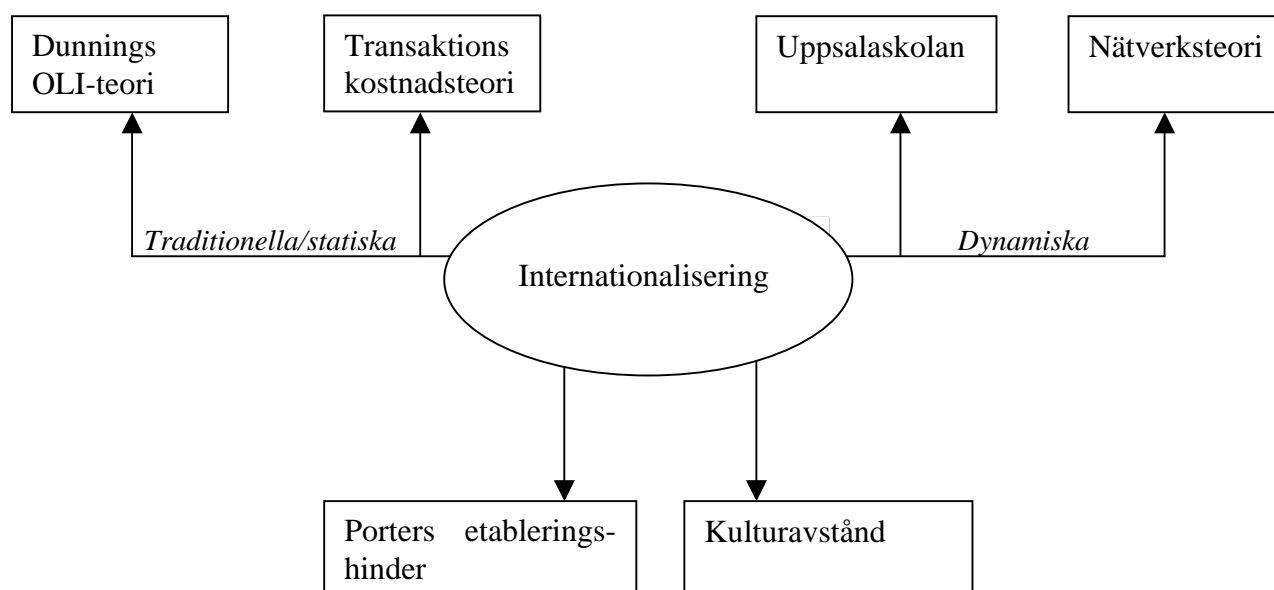 Dunnings
OLI-teori
Transaktions
kostnadsteori
Uppsalaskolan
Nätverksteori
Traditionella/statiska
Dynamiska
Internationalisering
Porters etablerings-
hinder
Kulturavstånd